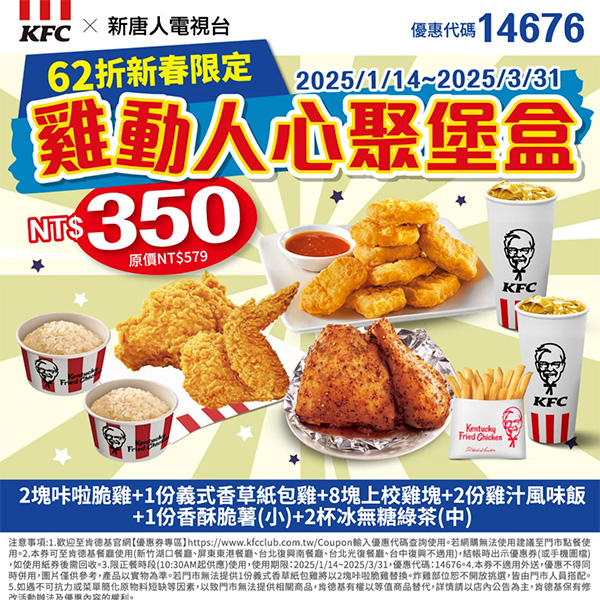 KFC × 新唐人電視台
優惠代碼14676
62折新春限定
2025/1/14~2025/3/31
雞動人心聚堡盒
NT$350
原價NT$579
KFC
KFC
Kentucky Fried Chicken
Kentucky Fried Chicken
Kentucky
Fried Chicken
2塊咔啦脆雞+1份義式香草紙包雞+8塊上校雞塊+2份雞汁風味飯
+1份香酥脆薯(小)+2杯冰無糖綠茶(中)
注意事項:1.歡迎至肯德基官網【優惠券專區】https://www.kfcclub.com.tw/Coupon輸入優惠代碼查詢使用。若網購無法使用建議至門市點餐使
用。2.本券可至肯德基餐廳使用(新竹湖口餐廳、屏東東港餐廳、台北復興南餐廳、台北光復餐廳、台中復興不適用)，結帳時出示優惠券(或手機圖檔)
,如使用紙券後需回收。3.限正餐時段(10:30AM起供應)使用,使用期限:2025/1/14~2025/3/31,優惠代碼:14676。4.本券不適用外送,優惠不得同
時併用,圖片僅供參考,產品以實物為準。若門市無法提供1份義式香草紙包雞將以2塊咔啦脆雞替換。炸雞部位恕不開放挑選,皆由門市人員搭配。
5.如遇不可抗力或菜單簡化原物料短缺等因素,以致門市無法提供相關商品,肯德基有權以等值商品替代,詳情請以店內公告為主,肯德基保有修
改活動辦法及優惠內容的權利。